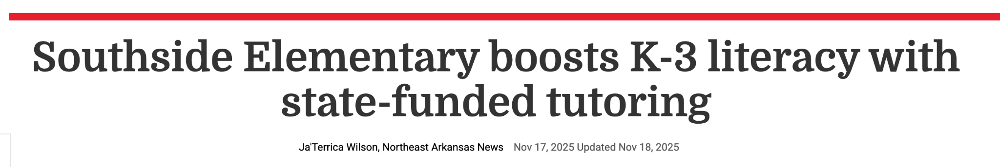 Southside Elementary boosts K-3 literacy with
state-funded tutoring
Ja'Terrica Wilson, Northeast Arkansas News Nov 17, 2025 Updated Nov 18, 2025